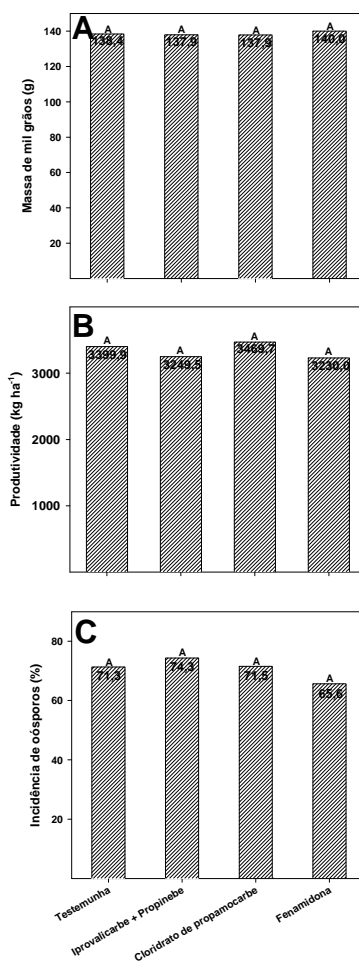 A
Massa de mil grãos (g)
140
120
100
80
60
40
20
A A A A
138,4 137,9 137,9 140,0
B
Produtividade (kg ha-1)
3000
2000
1000
A A A A
3399,9 3249,5 3469,7 3230,0
C
Incidência de oósporos (%)
80
60
40
20
A A A A
71,3 74,3 71,5 65,6
Testemunha
Iprovalicarbe + Propinebe
Cloridrato de propamocarbe
Fenamidona